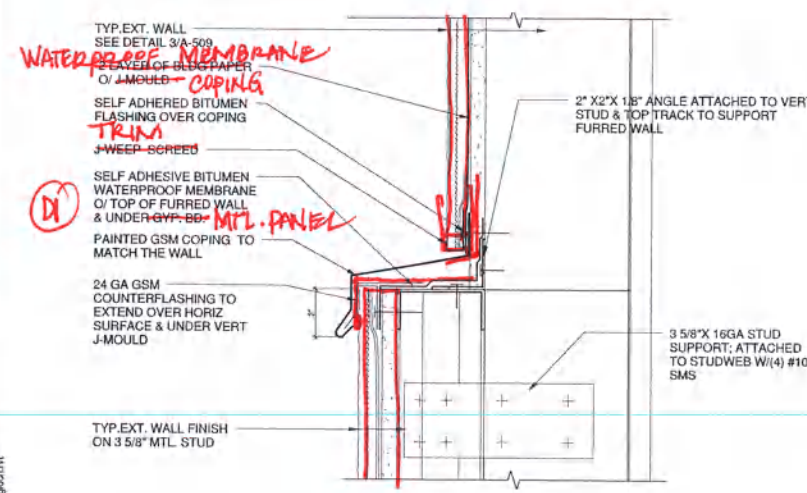 TYP.EXT. WALL
SEE DETAIL 3/A-509
WATERPROOF MEMBRANE
2 LAYER OF BLDG PAPER
O/ J-MOULD COPING
SELF ADHERED BITUMEN
FLASHING OVER COPING
TRIM
J-WEEP SCREED
SELF ADHESIVE BITUMEN
WATERPROOF MEMBRANE
O/ TOP OF FURRED WALL
& UNDER GYP. BD. MTL. PANEL
D1
PAINTED GSM COPING TO
MATCH THE WALL
24 GA GSM
COUNTERFLASHING TO
EXTEND OVER HORIZ
SURFACE & UNDER VERT
J-MOULD
TYP.EXT. WALL FINISH
ON 3 5/8" MTL. STUD
2" X2"X 1/8" ANGLE ATTACHED TO VERT
STUD & TOP TRACK TO SUPPORT
FURRED WALL
3 5/8"X 16GA STUD
SUPPORT; ATTACHED
TO STUDWEB W/(4) #10
SMS